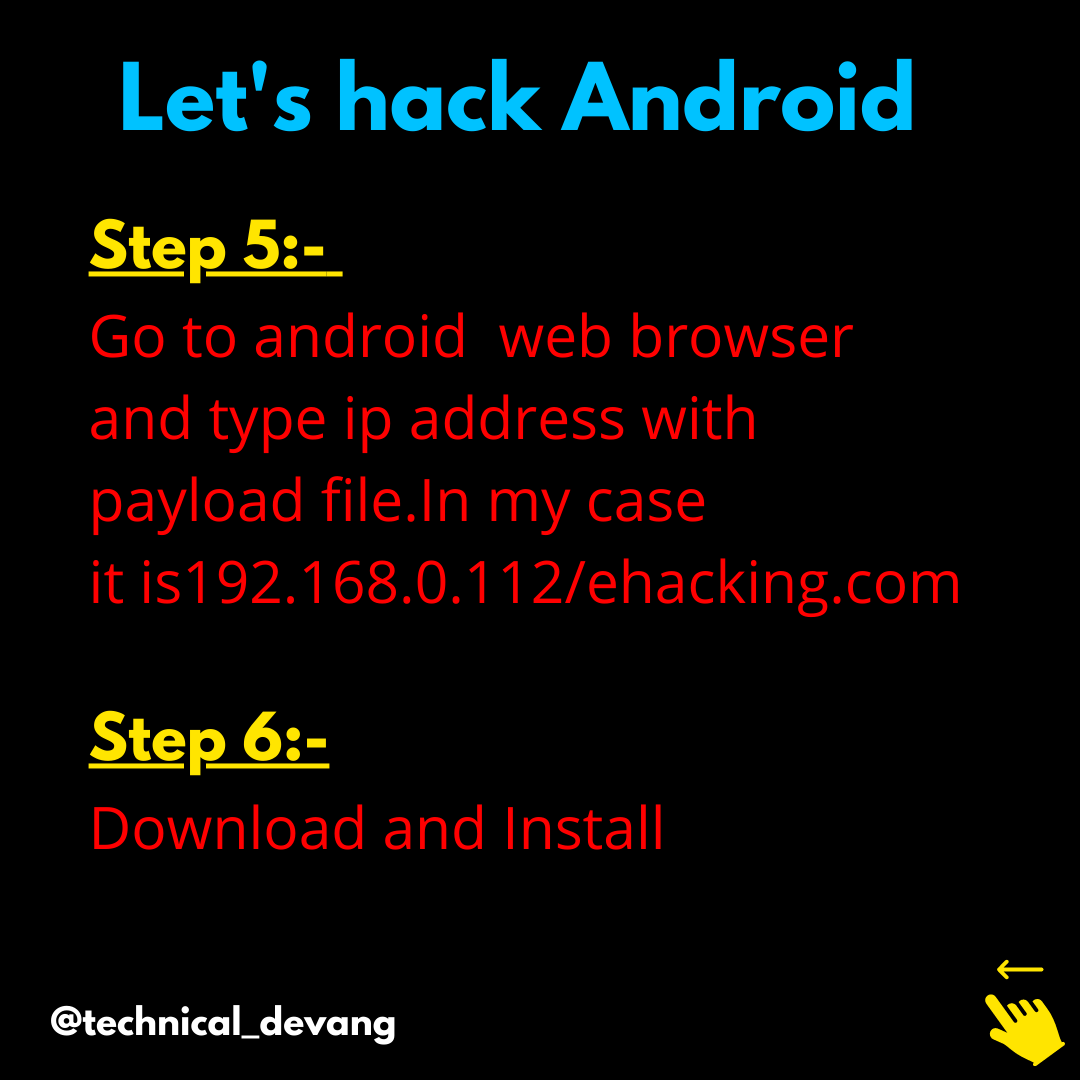 Let's hack Android
Step 5:-
Go to android  web browser
and type ip address with
payload file.In my case
it is192.168.0.112/ehacking.com
Step 6:-
Download and Install
@technical_devang